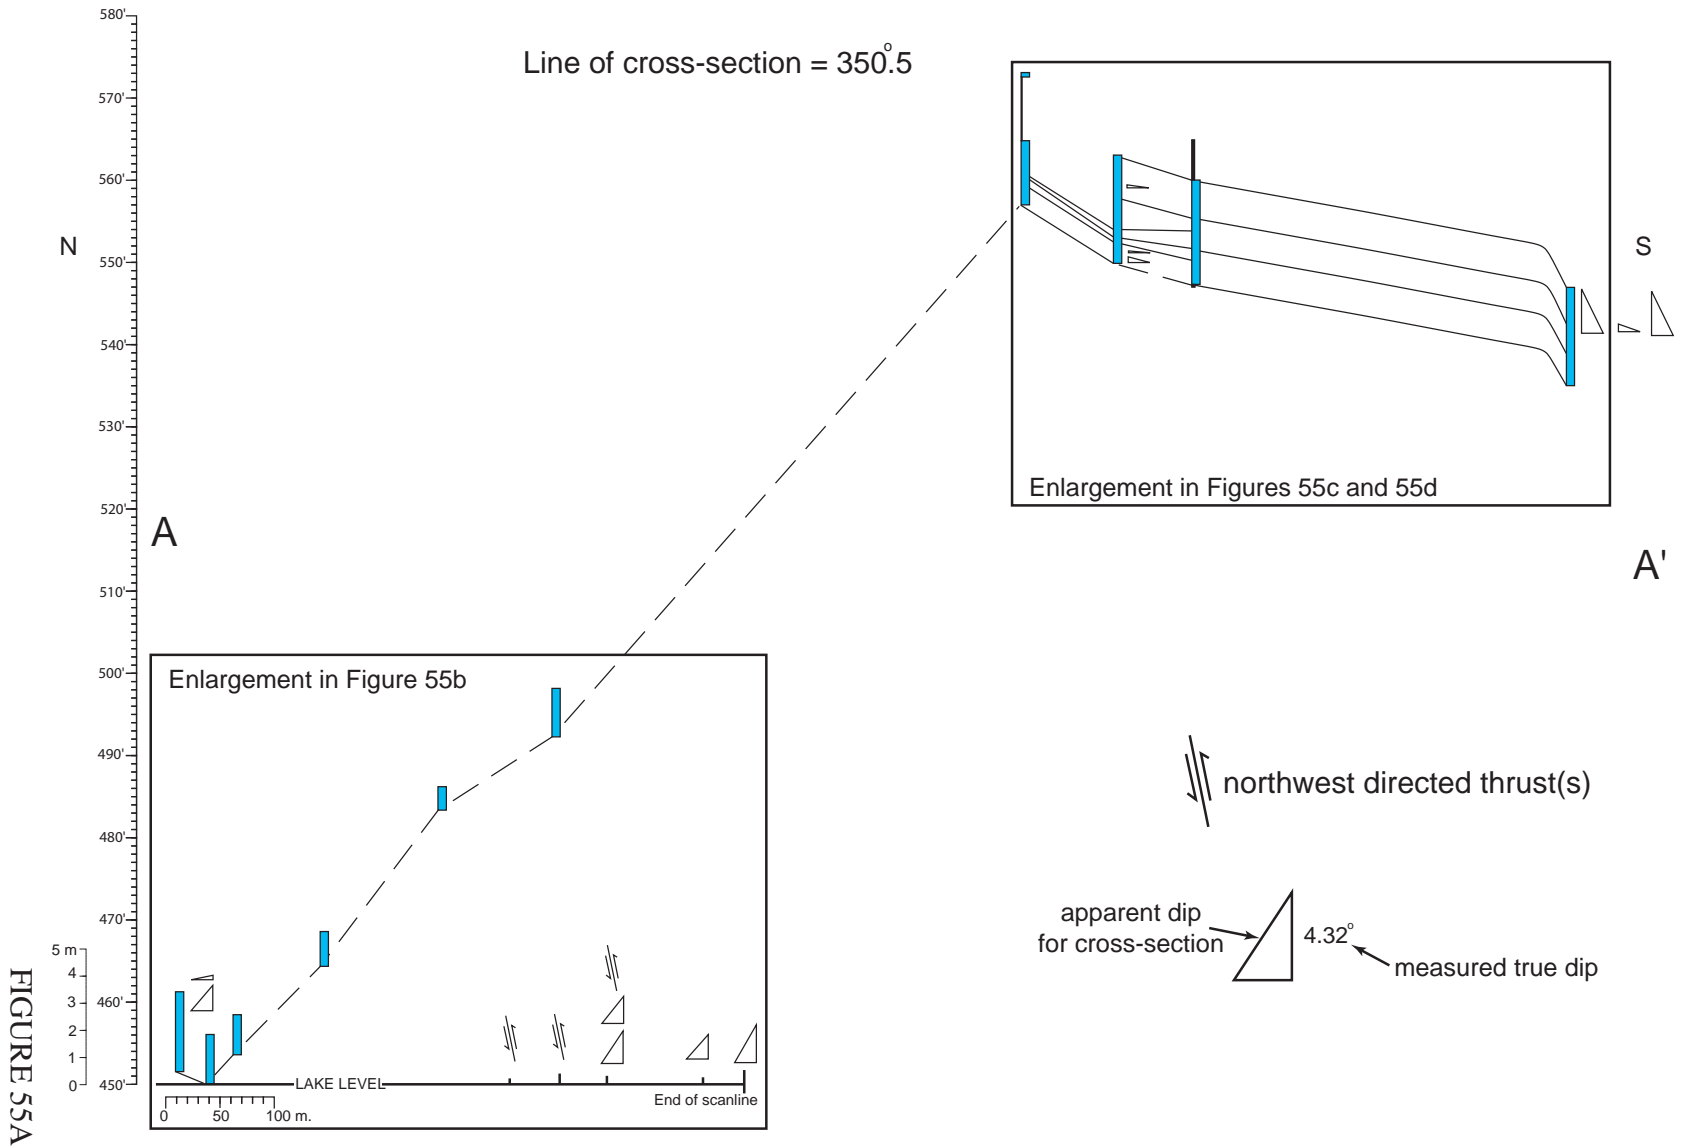 Line of cross-section = 350.5°
580'
570'
560'
550'
540'
530'
520'
510'
500'
490'
480'
470'
460'
450'
N
S
A
A'
Enlargement in Figures 55c and 55d
Enlargement in Figure 55b
northwest directed thrust(s)
apparent dip
for cross-section
4.32°
measured true dip
5 m
4
3
2
1
0
LAKE LEVEL
End of scanline
0 50 100 m.
FIGURE 55A